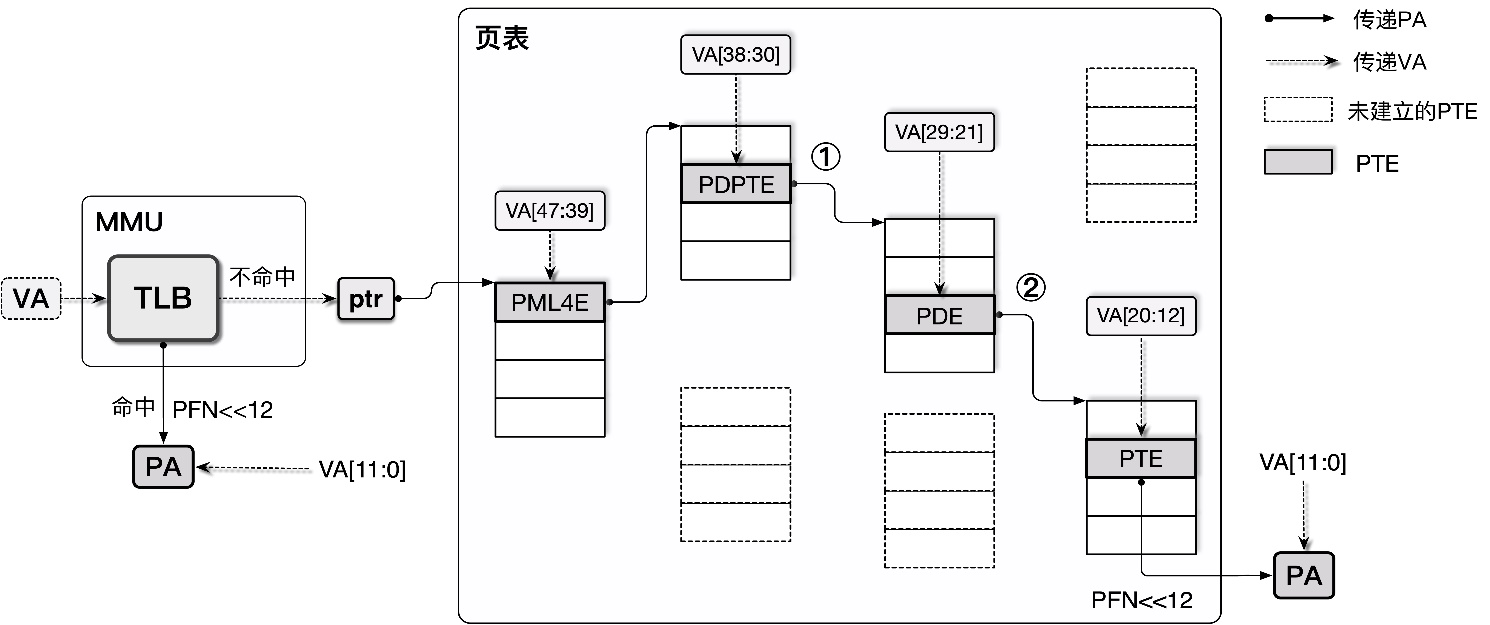 页表
VA[38:30]
传递PA
传递VA
未建立的PTE
PTE
VA[29:21]
①
PDPTE
VA[47:39]
MMU
VA
TLB
不命中
ptr
PML4E
②
PDE
VA[20:12]
命中
PFN<<12
PA
VA[11:0]
PTE
VA[11:0]
PA
PFN<<12